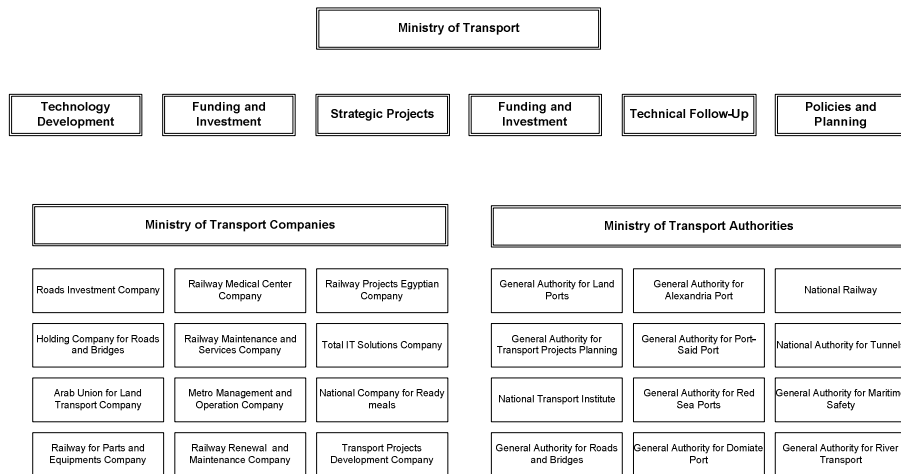 Ministry of Transport
Technology
Development
Funding and
Investment
Strategic Projects
Funding and
Investment
Technical Follow-Up
Policies and
Planning
Ministry of Transport Companies
Roads Investment Company
Railway Medical Center
Company
Railway Projects Egyptian
Company
Holding Company for Roads
and Bridges
Railway Maintenance and
Services Company
Total IT Solutions Company
Arab Union for Land
Transport Company
Metro Management and
Operation Company
National Company for Ready
meals
Railway for Parts and
Equipments Company
Railway Renewal and
Maintenance Company
Transport Projects
Development Company
Ministry of Transport Authorities
General Authority for Land
Ports
General Authority for
Alexandria Port
National Railway
General Authority for
Transport Projects Planning
General Authority for Port-
Said Port
National Authority for Tunnels
National Transport Institute
General Authority for Red
Sea Ports
General Authority for Maritime
Safety
General Authority for Roads
and Bridges
General Authority for Domiate
Port
General Authority for River
Transport